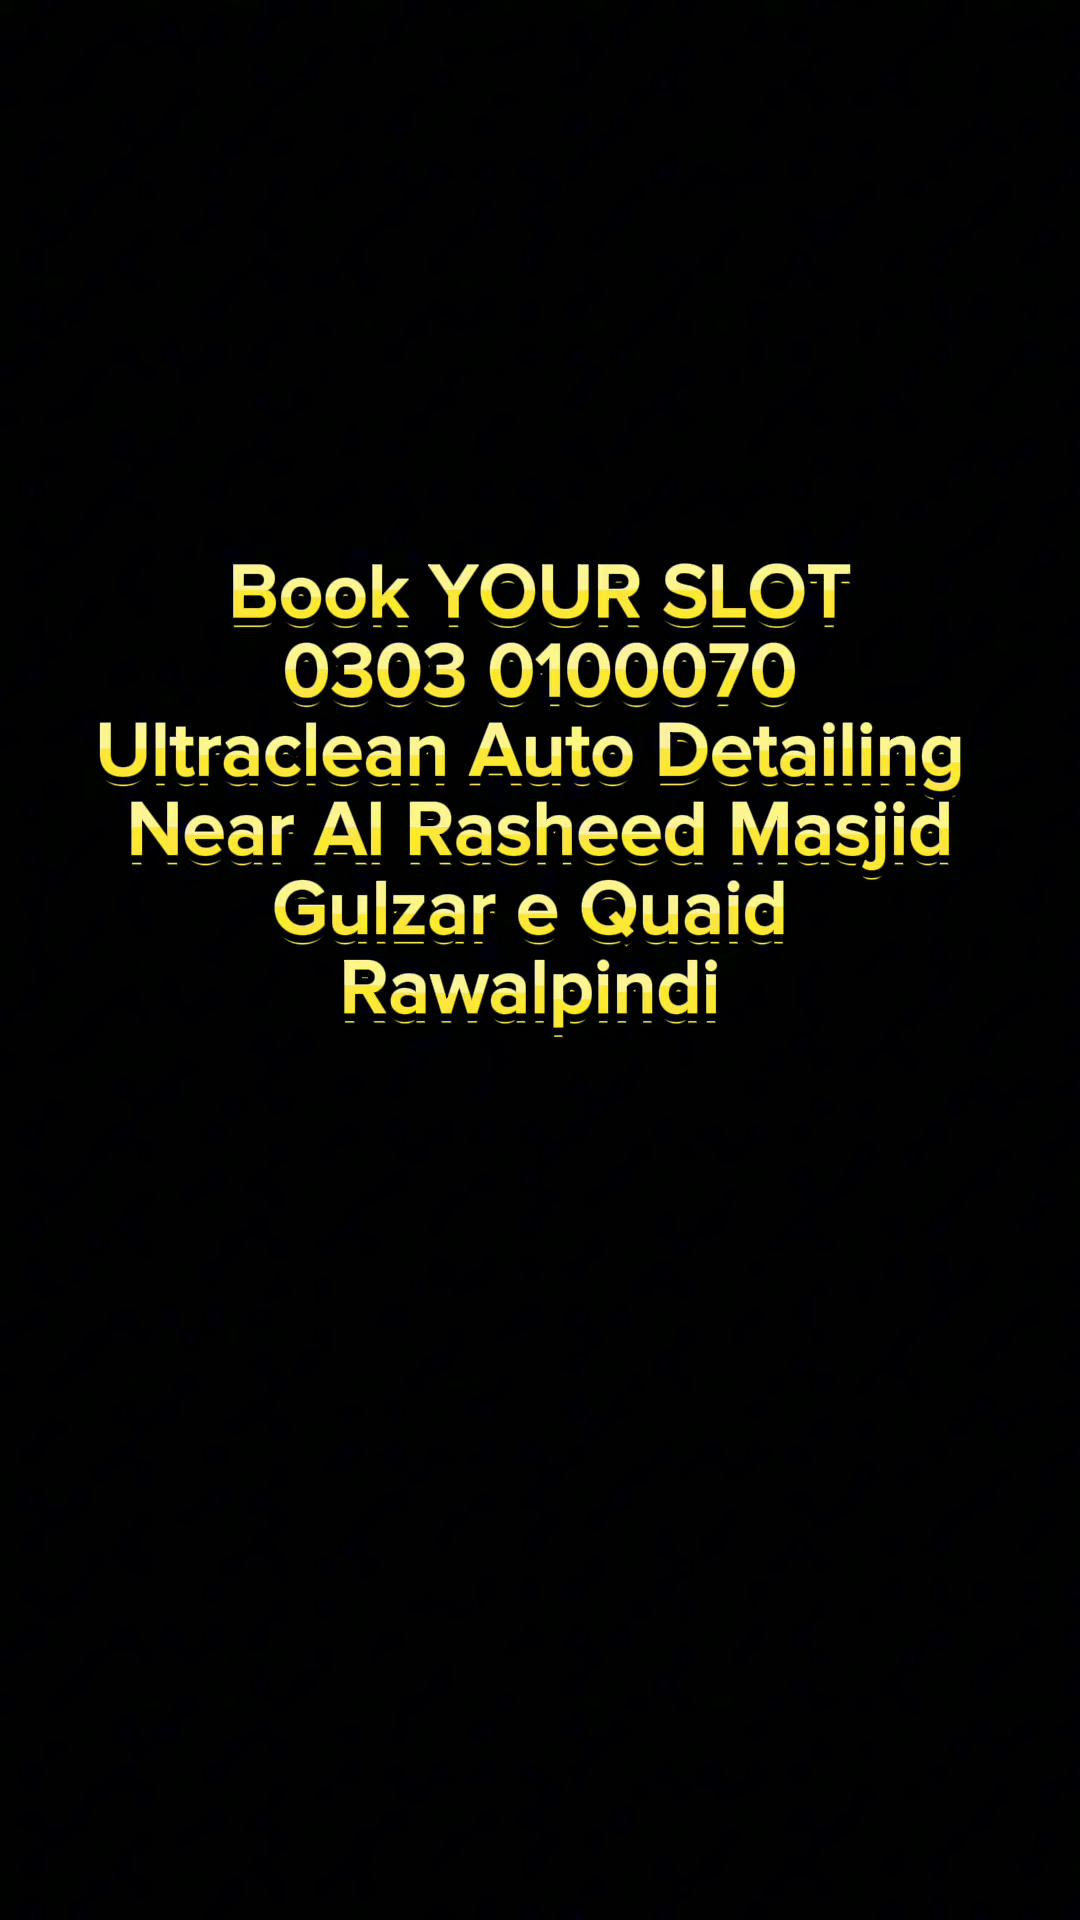 Book YOUR SLOT
0303 0100070
Ultraclean Auto Detailing
Near Al Rasheed Masjid
Gulzar e Quaid
Rawalpindi